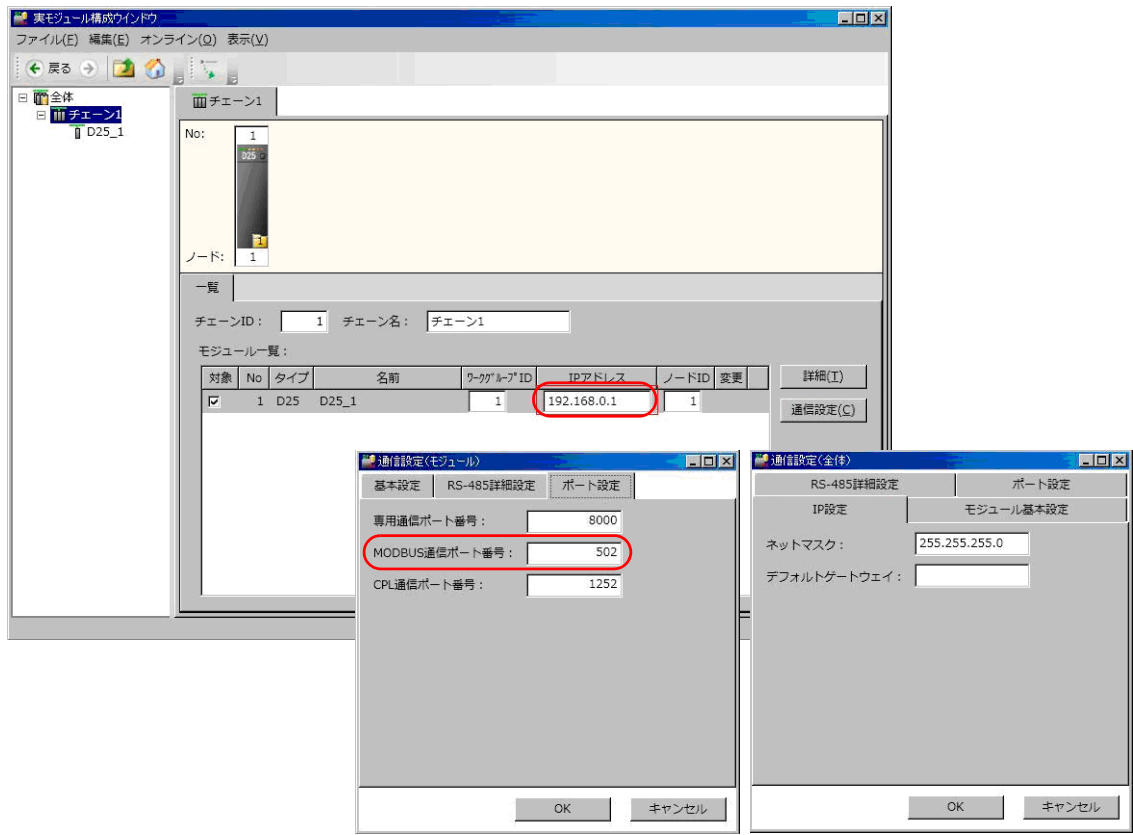 実モジュール構成ウインドウ
ファイル(F) 編集(E) オンライン(O) 表示(V)
戻る
全体
チェーン1
D25_1
チェーン1
No: 1
D25
1
ノード: 1
一覧
チェーンID : 1 チェーン名 : チェーン1
モジュール一覧 :
対象 No タイプ 名前 ワークグループID IPアドレス ノードID 変更
1 D25 D25_1 1 192.168.0.1 1
詳細(T)
通信設定(C)
通信設定(モジュール)
基本設定 RS-485詳細設定 ポート設定
専用通信ポート番号 : 8000
MODBUS通信ポート番号 : 502
CPL通信ポート番号 : 1252
OK キャンセル
通信設定(全体)
RS-485詳細設定 ポート設定
IP設定 モジュール基本設定
ネットマスク : 255.255.255.0
デフォルトゲートウェイ :
OK キャンセル